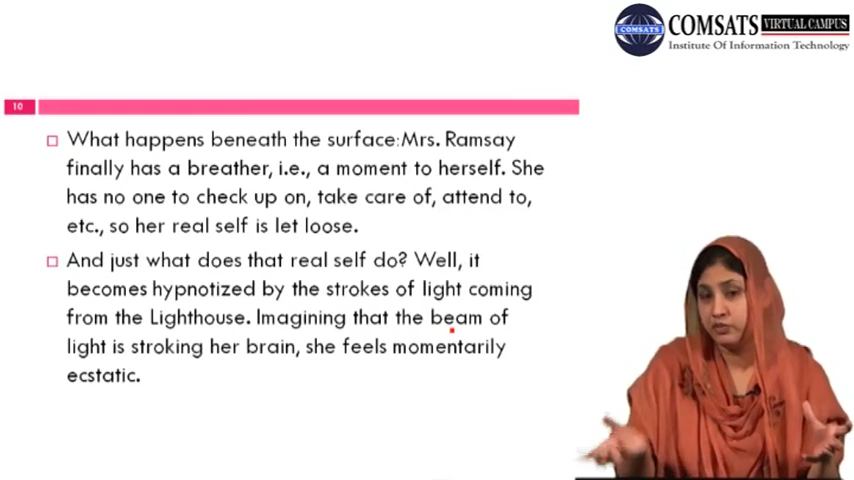 COMSATS VIRTUAL CAMPUS
COMSATS
Institute Of Information Technology
10
What happens beneath the surface:Mrs. Ramsay
finally has a breather, i.e., a moment to herself. She
has no one to check up on, take care of, attend to,
etc., so her real self is let loose.
And just what does that real self do? Well, it
becomes hypnotized by the strokes of light coming
from the Lighthouse. Imagining that the beam of
light is stroking her brain, she feels momentarily
ecstatic.